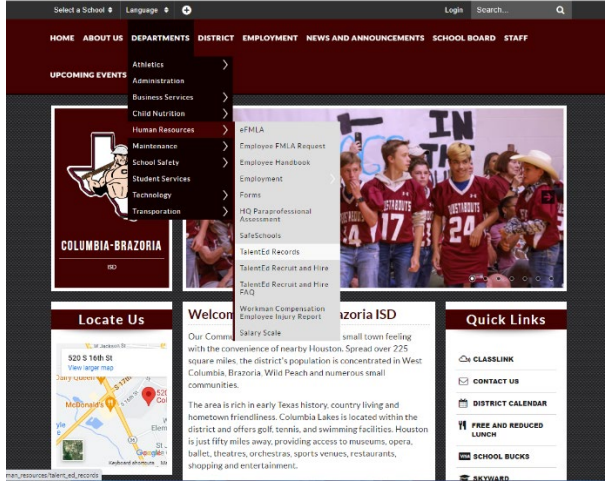 Select a School
Language
Login
Search...
HOME ABOUT US DEPARTMENTS DISTRICT EMPLOYMENT NEWS AND ANNOUNCEMENTS SCHOOL BOARD STAFF
UPCOMING EVENTS
Athletics
Administration
Business Services
Child Nutrition
Human Resources
Maintenance
School Safety
Student Services
Technology
Transporation
eFMLA
Employee FMLA Request
Employee Handbook
Employment
Forms
HQ Paraprofessional
Assessment
SafeSchools
TalentEd Records
TalentEd Recruit and Hire
TalentEd Recruit and Hire
FAQ
Workman Compensation
Employee Injury Report
Salary Scale
COLUMBIA-BRAZORIA
ISD
IN
17
24
Locate Us
520 S 16th St
View larger map
McDonald's
Google
Keyboard shortcuts
man_resources/talent_ed_records
Welcom azoria ISD
Our Commu small town feeling
with the convenience of nearby Houston. Spread over 225
square miles, the district's population is concentrated in West
Columbia, Brazoria, Wild Peach and numerous small
communities.
The area is rich in early Texas history, country living and
hometown friendliness. Columbia Lakes is located within the
district and offers golf, tennis, and swimming facilities. Houston
is just fifty miles away, providing access to museums, opera,
ballet, theatres, orchestras, sports venues, restaurants,
shopping and entertainment.
Quick Links
CLASSLINK
CONTACT US
DISTRICT CALENDAR
FREE AND REDUCED
LUNCH
SCHOOL BUCKS
SKYWARD